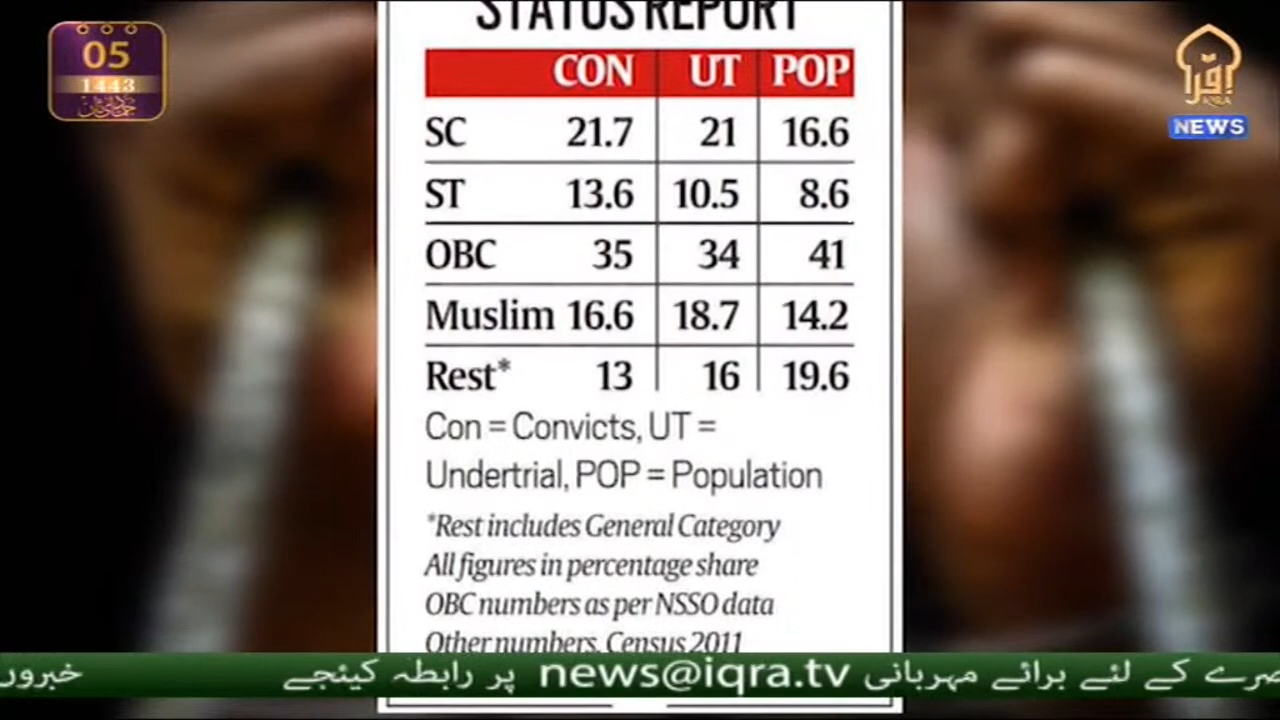 05
1443
اقرأ
IQRA
NEWS
STATUS REPORT
CON UT POP
SC 21.7 21 16.6
ST 13.6 10.5 8.6
OBC 35 34 41
Muslim 16.6 18.7 14.2
Rest* 13 16 19.6
Con = Convicts, UT =
Undertrial, POP = Population
*Rest includes General Category
All figures in percentage share
OBC numbers as per NSSO data
Other numbers, Census 2011
کے لئے برائے مہربانی news@iqra.tv پر رابطہ کیئجے